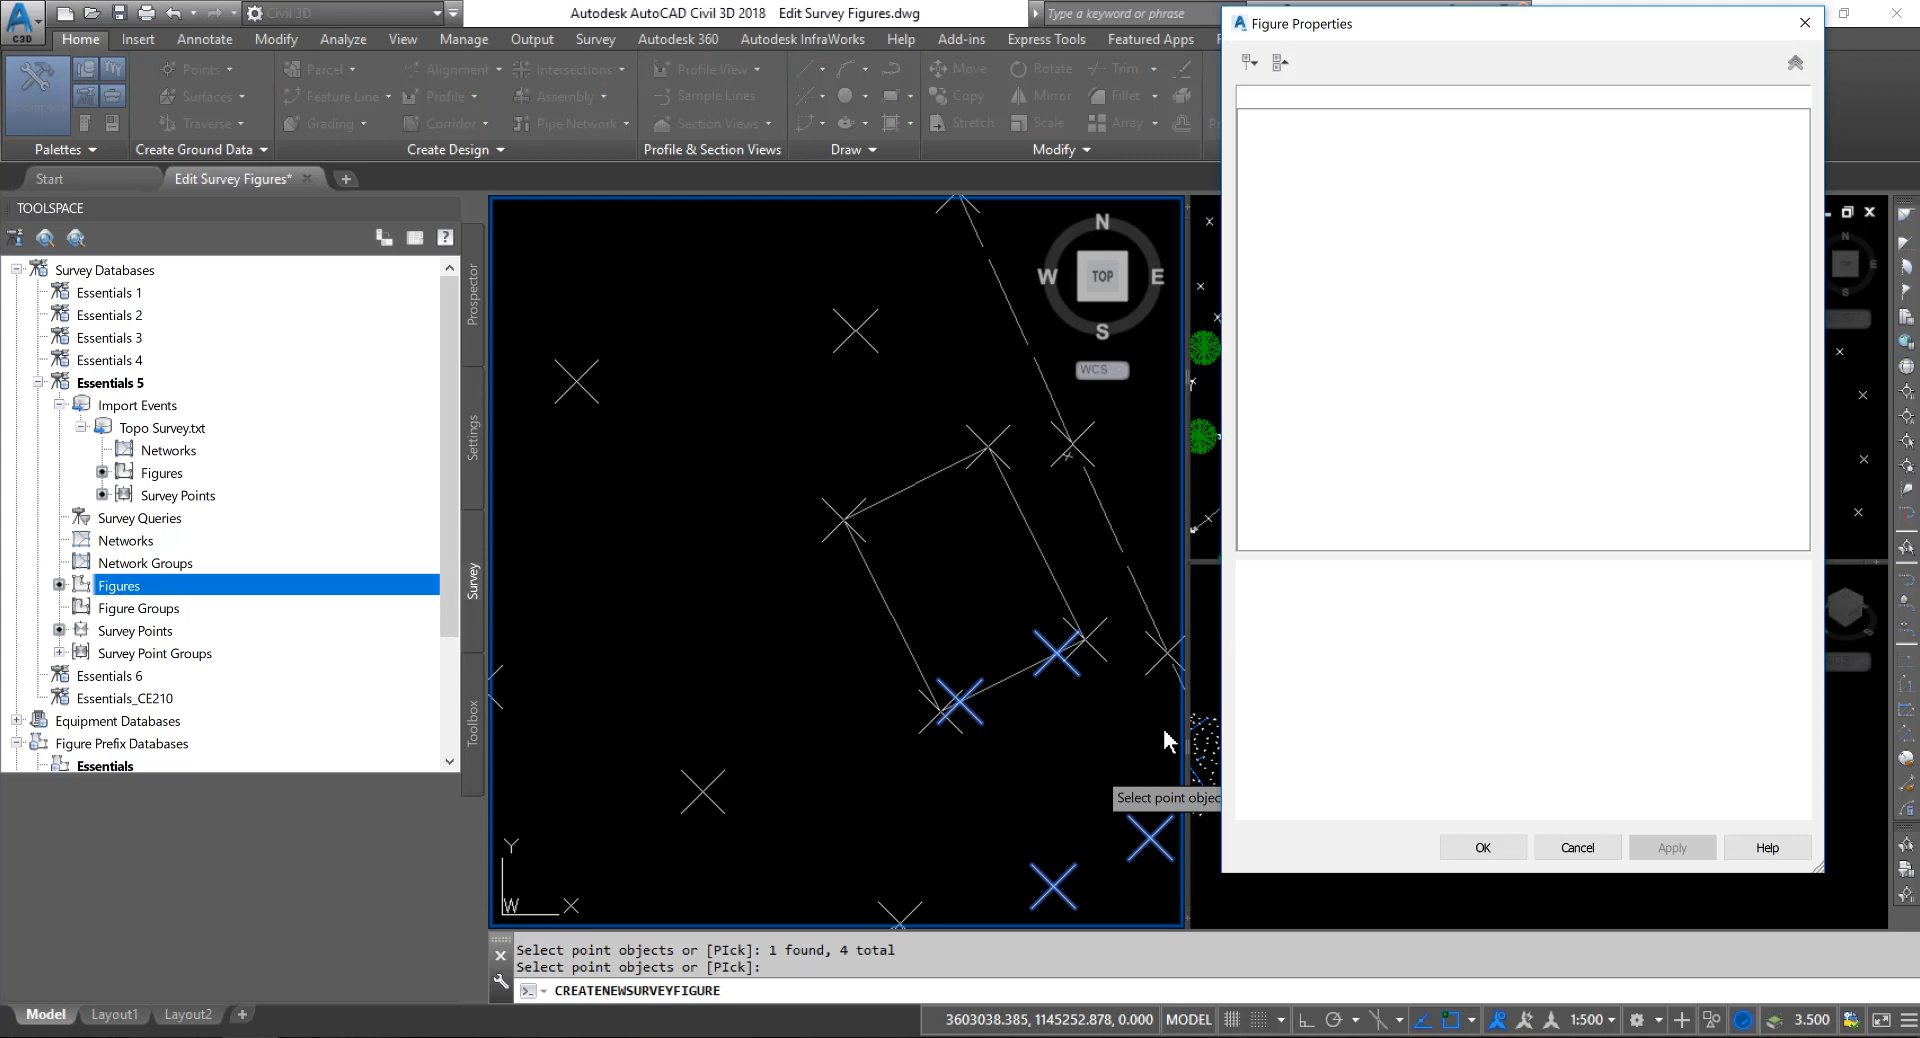 Civil 3D
Autodesk AutoCAD Civil 3D 2018 Edit Survey Figures.dwg
Type a keyword or phrase
C3D
Home Insert Annotate Modify Analyze View Manage Output Survey Autodesk 360 Autodesk InfraWorks Help Add-ins Express Tools Featured Apps
Points Parcel Alignment Intersections Profile View Move Rotate Trim
Surfaces Feature Line Profile Assembly Sample Lines Copy Mirror Fillet
Traverse Grading Corridor Pipe Network Section Views Stretch Scale Array
Palettes Create Ground Data Create Design Profile & Section Views Draw Modify
Start Edit Survey Figures*
TOOLSPACE
Survey Databases
Essentials 1
Essentials 2
Essentials 3
Essentials 4
Essentials 5
Import Events
Topo Survey.txt
Networks
Figures
Survey Points
Survey Queries
Networks
Network Groups
Figures
Figure Groups
Survey Points
Survey Point Groups
Essentials 6
Essentials_CE210
Equipment Databases
Figure Prefix Databases
Essentials
Prospector
Settings
Survey
Toolbox
N
W TOP E
S
WCS
Select point objec
Y
W X
Figure Properties
OK Cancel Apply Help
Select point objects or [PIck]: 1 found, 4 total
Select point objects or [PIck]:
CREATENEWSURVEYFIGURE
Model Layout1 Layout2 +
3603038.385, 1145252.878, 0.000 MODEL 1:500 3.500